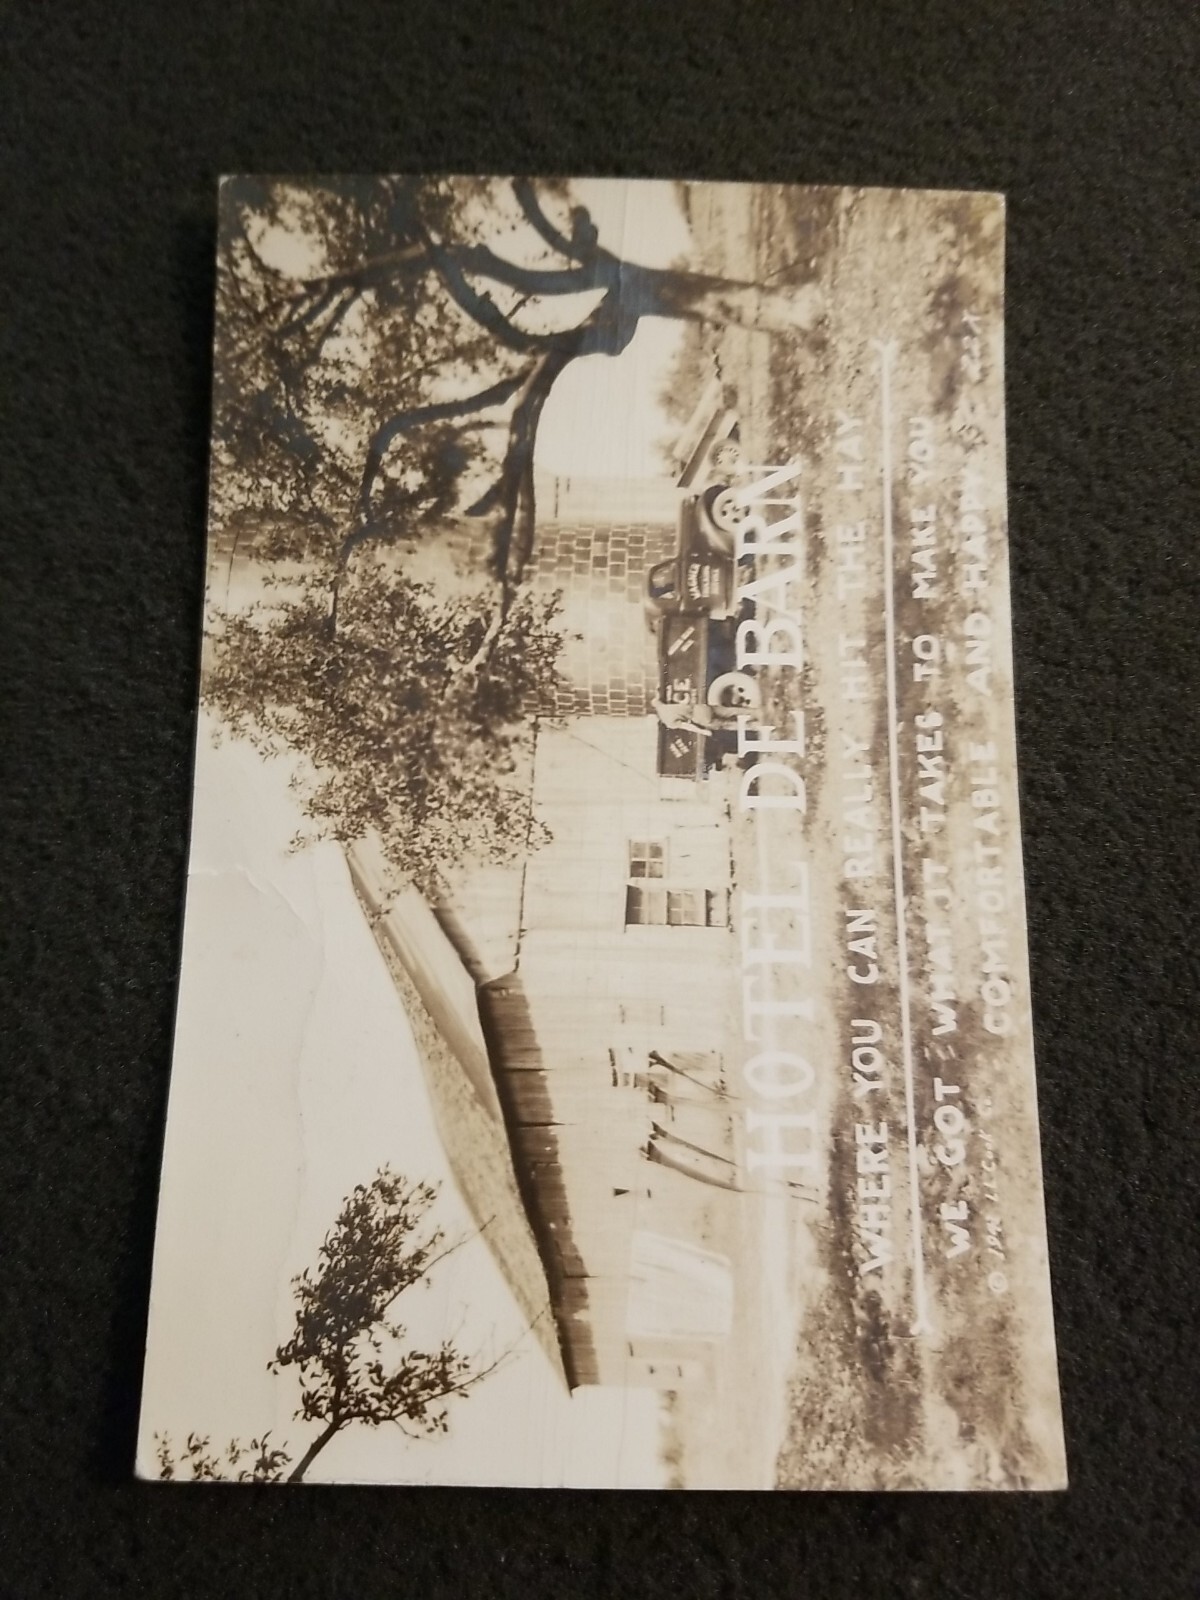 ICE
HOTEL DE BARN
WHERE YOU CAN REALLY HIT THE HAY
WE GOT WHAT IT TAKES TO MAKE YOU
COMFORTABLE AND HAPPY
©